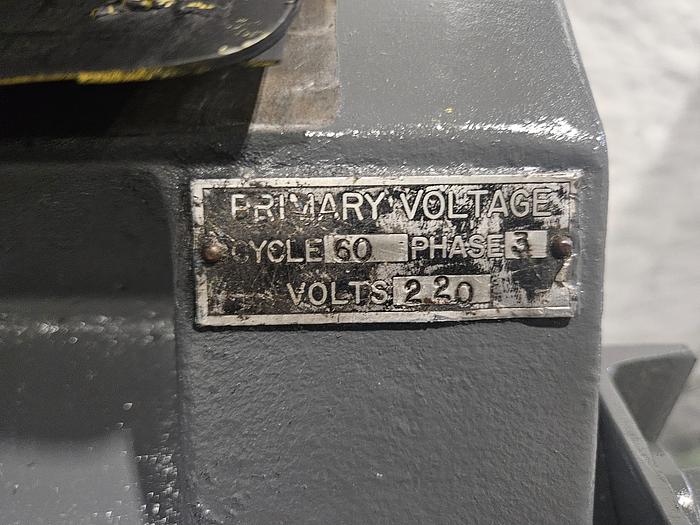 PRIMARY VOLTAGE
CYCLE 60 PHASE 3
VOLTS 220